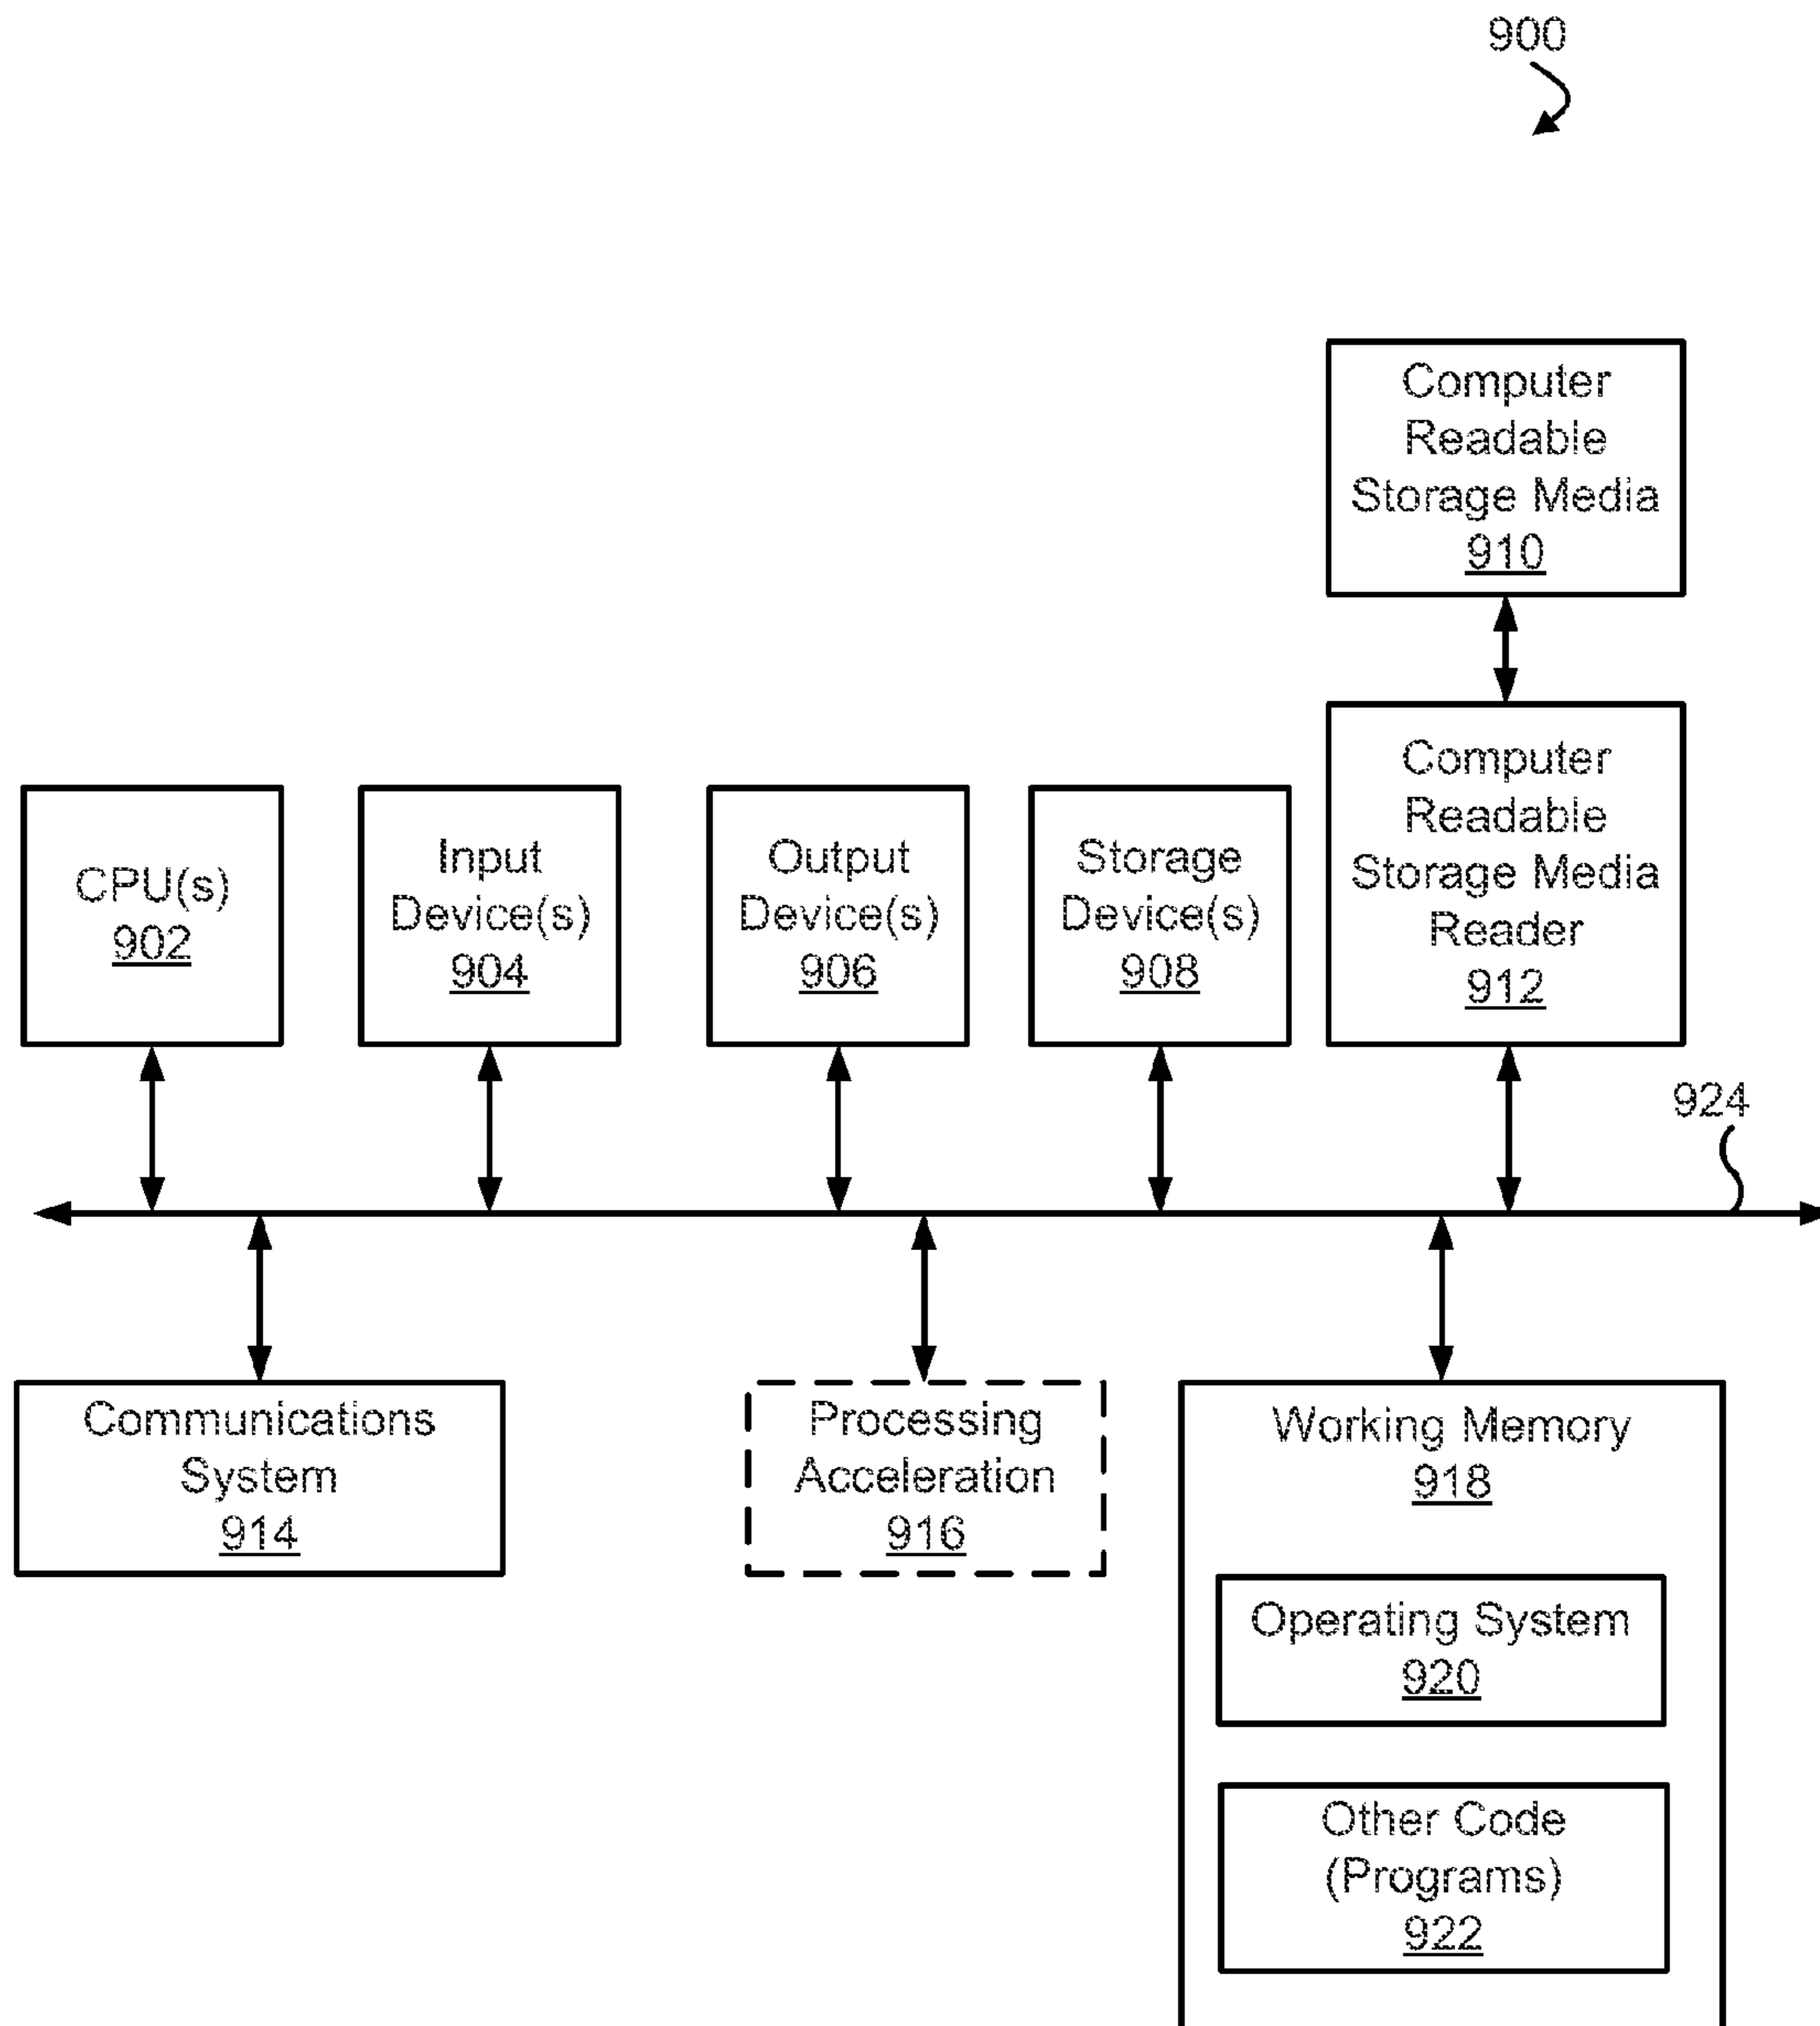 900
Computer
Readable
Storage Media
910
Computer
Readable
Storage Media
Reader
912
CPU(s)
902
Input
Device(s)
904
Output
Device(s)
906
Storage
Device(s)
908
924
Communications
System
914
Processing
Acceleration
916
Working Memory
918
Operating System
920
Other Code
(Programs)
922